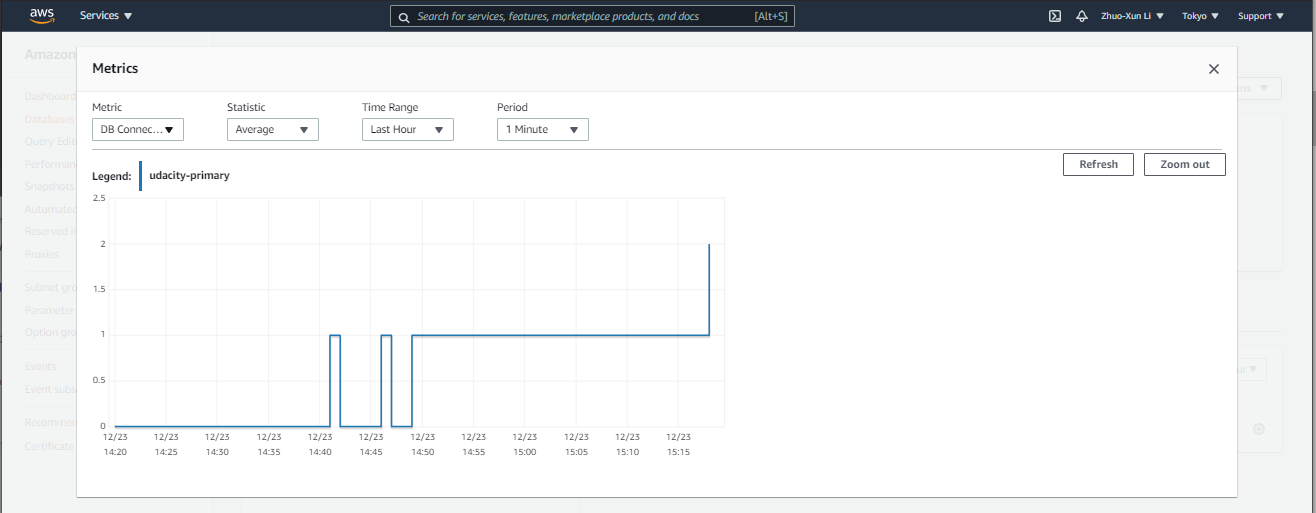 aws Services Search for services, features, marketplace products, and docs [Alt+S] Zhuo-Xun Li Tokyo Support
Amazon
Metrics
Dashboard
Databases
Query Edit
Performan
Snapshots
Automated
Reserved i
Proxies
Subnet gro
Parameter
Option gro
Events
Event subs
Recommen
Certificate
Metric Statistic Time Range Period
DB Connec... Average Last Hour 1 Minute
Refresh Zoom out
Legend: udacity-primary
2.5
2
1.5
1
0.5
0
12/23 12/23 12/23 12/23 12/23 12/23 12/23 12/23 12/23 12/23 12/23 12/23
14:20 14:25 14:30 14:35 14:40 14:45 14:50 14:55 15:00 15:05 15:10 15:15